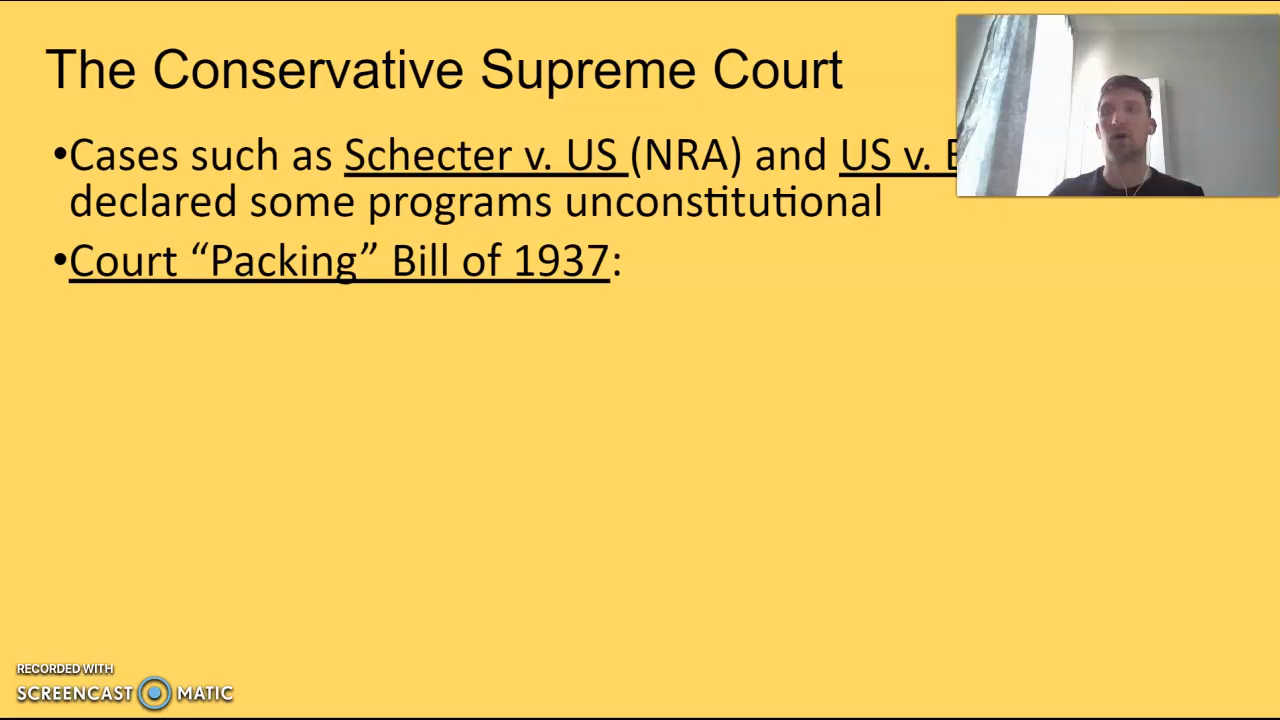 The Conservative Supreme Court
•Cases such as Schecter v. US (NRA) and US v.
declared some programs unconstitutional
•Court “Packing” Bill of 1937:
RECORDED WITH
SCREENCAST MATIC